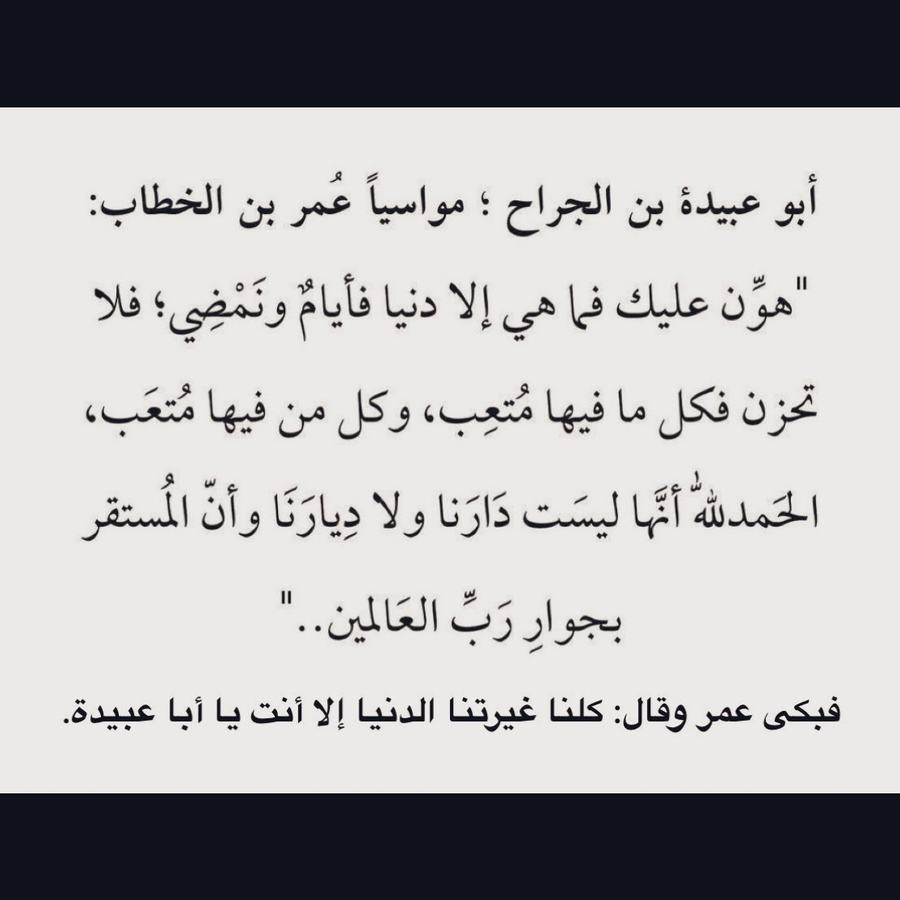 أبو عبيدة بن الجراح ؛ مواسياً عُمر بن الخطاب:
"هوِّن عليك فما هي إلا دنيا فأيامٌ ونَمْضِي؛ فلا
تحزن فكل ما فيها مُتعِب، وكل من فيها مُتعَب،
الحَمدلله أنَّها ليسَت دَارَنا ولا دِيارَنَا وأنّ المُستقر
بجوارِ رَبِّ العَالمين.."
فبكى عمر وقال: كلنا غيرتنا الدنيا إلا أنت يا أبا عبيدة.